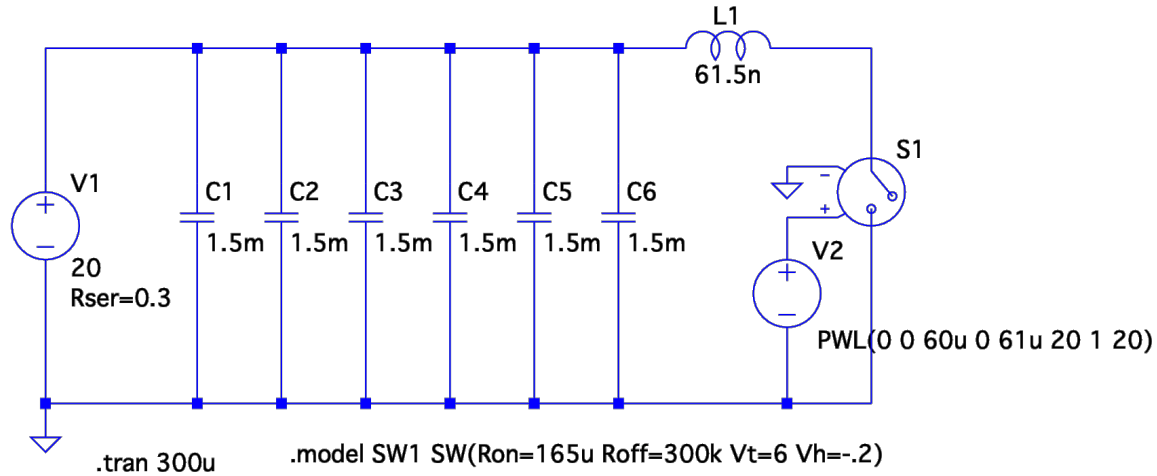 L1
61.5n
S1
V1
C1
C2
C3
C4
C5
C6
1.5m
1.5m
1.5m
1.5m
1.5m
1.5m
20
Rser=0.3
V2
PWL(0 0 60u 0 61u 20 1 20)
.tran 300u
.model SW1 SW(Ron=165u Roff=300k Vt=6 Vh=-.2)